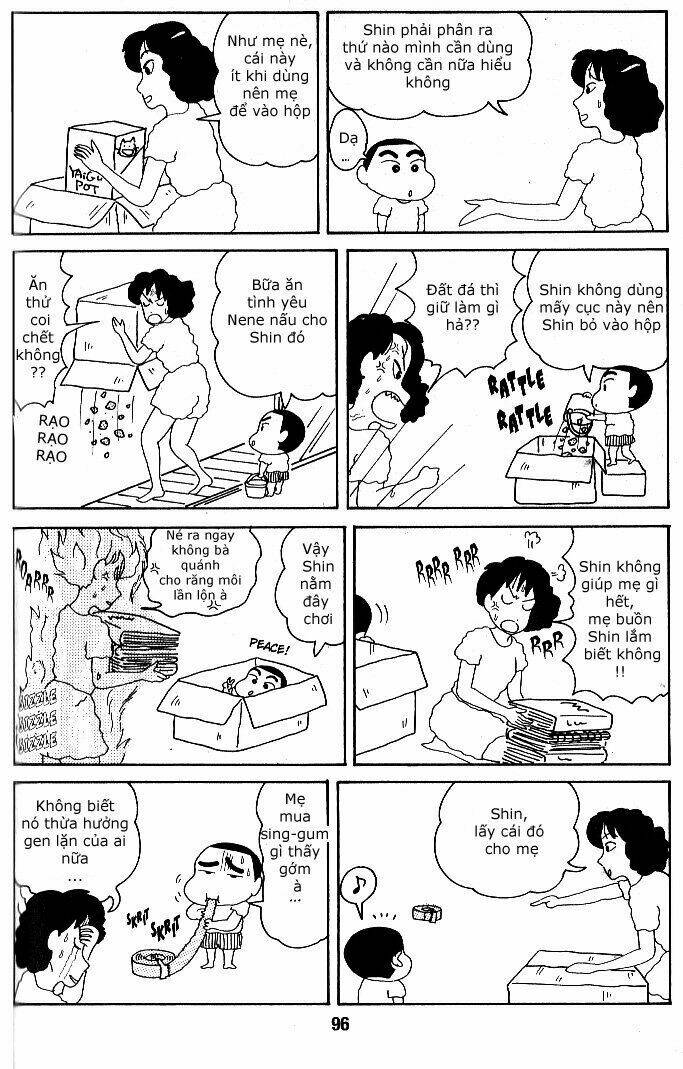 Shin phải phân ra
thứ nào mình cần dùng
và không cần nữa hiểu
không
Dạ
...
Như mẹ nè,
cái này
ít khi dùng
nên mẹ
để vào hộp
YAiGU
POT
Shin không dùng
mấy cục này nên
Shin bỏ vào hộp
RATTLE
RATTLE
Đất đá thì
giữ làm gì
hả??
Bữa ăn
tình yêu
Nene nấu cho
Shin đó
Ăn
thử
coi
chết
không
??
RẠO
RẠO
RẠO
Shin không
giúp mẹ gì
hết,
mẹ buồn
Shin lắm
biết không
!!
RRRR RRR
RRR
Vậy
Shin
nằm
đây
chơi
PEACE!
Né ra ngay
không bà
quánh
cho răng môi
lần lộn à
ROARRR
SIZZLE
SIZZLE
SIZZLE
Shin,
lấy cái đó
cho mẹ
Mẹ
mua
sing-gum
gì thấy
gớm
à
...
SKRIT
SKRIT
Không biết
nó thừa hưởng
gen lặn của ai
nữa
...
96